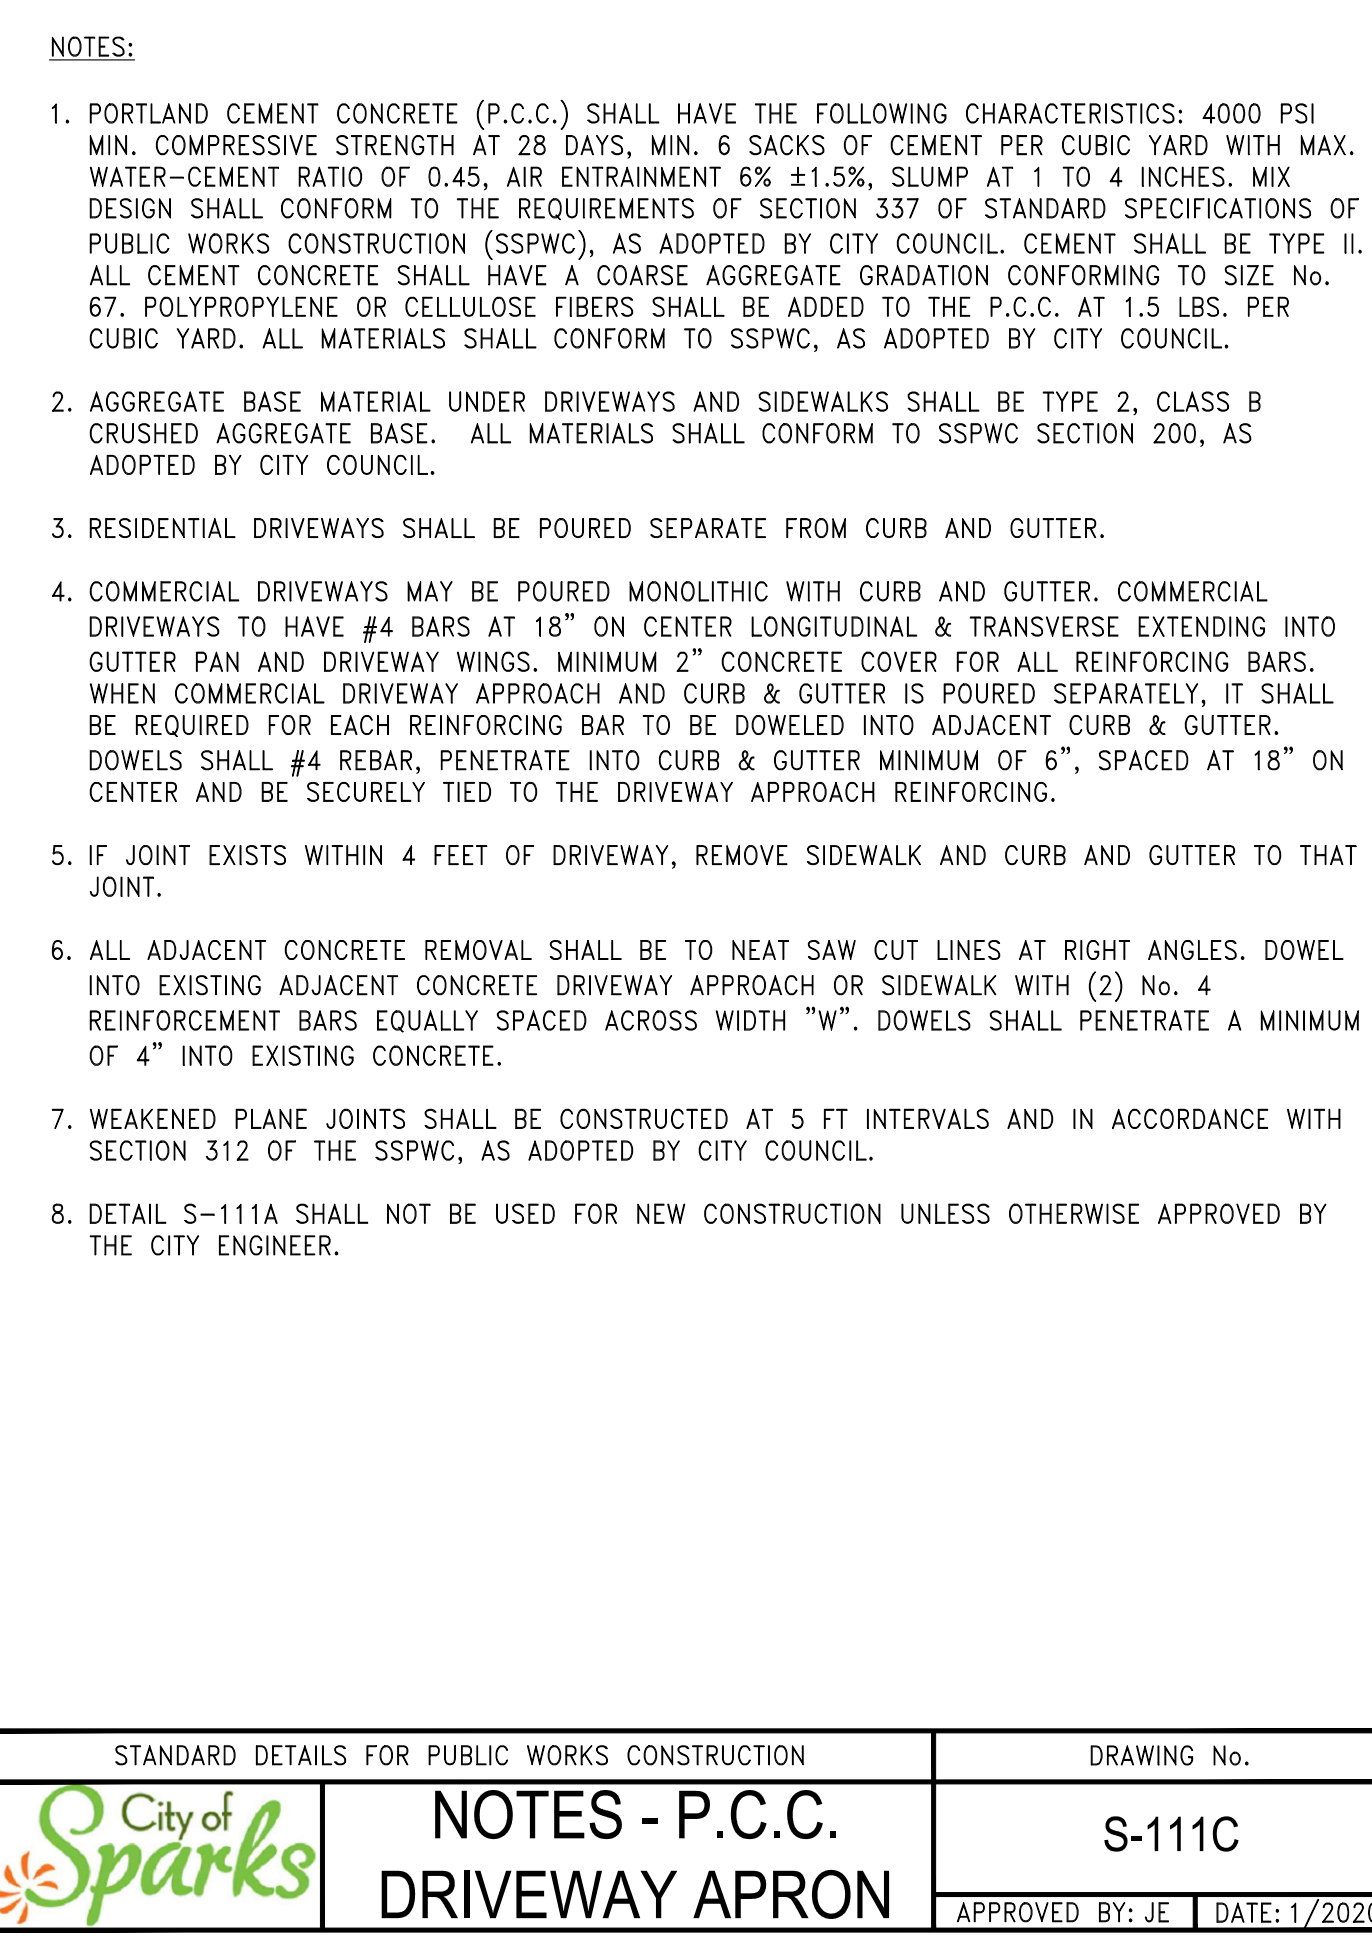 NOTES:
1. PORTLAND CEMENT CONCRETE (P.C.C.) SHALL HAVE THE FOLLOWING CHARACTERISTICS: 4000 PSI
MIN. COMPRESSIVE STRENGTH AT 28 DAYS, MIN. 6 SACKS OF CEMENT PER CUBIC YARD WITH MAX.
WATER-CEMENT RATIO OF 0.45, AIR ENTRAINMENT 6% ±1.5%, SLUMP AT 1 TO 4 INCHES. MIX
DESIGN SHALL CONFORM TO THE REQUIREMENTS OF SECTION 337 OF STANDARD SPECIFICATIONS OF
PUBLIC WORKS CONSTRUCTION (SSPWC), AS ADOPTED BY CITY COUNCIL. CEMENT SHALL BE TYPE II.
ALL CEMENT CONCRETE SHALL HAVE A COARSE AGGREGATE GRADATION CONFORMING TO SIZE No.
67. POLYPROPYLENE OR CELLULOSE FIBERS SHALL BE ADDED TO THE P.C.C. AT 1.5 LBS. PER
CUBIC YARD. ALL MATERIALS SHALL CONFORM TO SSPWC, AS ADOPTED BY CITY COUNCIL.
2. AGGREGATE BASE MATERIAL UNDER DRIVEWAYS AND SIDEWALKS SHALL BE TYPE 2, CLASS B
CRUSHED AGGREGATE BASE. ALL MATERIALS SHALL CONFORM TO SSPWC SECTION 200, AS
ADOPTED BY CITY COUNCIL.
3. RESIDENTIAL DRIVEWAYS SHALL BE POURED SEPARATE FROM CURB AND GUTTER.
4. COMMERCIAL DRIVEWAYS MAY BE POURED MONOLITHIC WITH CURB AND GUTTER. COMMERCIAL
DRIVEWAYS TO HAVE #4 BARS AT 18" ON CENTER LONGITUDINAL & TRANSVERSE EXTENDING INTO
GUTTER PAN AND DRIVEWAY WINGS. MINIMUM 2" CONCRETE COVER FOR ALL REINFORCING BARS.
WHEN COMMERCIAL DRIVEWAY APPROACH AND CURB & GUTTER IS POURED SEPARATELY, IT SHALL
BE REQUIRED FOR EACH REINFORCING BAR TO BE DOWELED INTO ADJACENT CURB & GUTTER.
DOWELS SHALL #4 REBAR, PENETRATE INTO CURB & GUTTER MINIMUM OF 6", SPACED AT 18" ON
CENTER AND BE SECURELY TIED TO THE DRIVEWAY APPROACH REINFORCING.
5. IF JOINT EXISTS WITHIN 4 FEET OF DRIVEWAY, REMOVE SIDEWALK AND CURB AND GUTTER TO THAT
JOINT.
6. ALL ADJACENT CONCRETE REMOVAL SHALL BE TO NEAT SAW CUT LINES AT RIGHT ANGLES. DOWEL
INTO EXISTING ADJACENT CONCRETE DRIVEWAY APPROACH OR SIDEWALK WITH (2) No. 4
REINFORCEMENT BARS EQUALLY SPACED ACROSS WIDTH "W". DOWELS SHALL PENETRATE A MINIMUM
OF 4" INTO EXISTING CONCRETE.
7. WEAKENED PLANE JOINTS SHALL BE CONSTRUCTED AT 5 FT INTERVALS AND IN ACCORDANCE WITH
SECTION 312 OF THE SSPWC, AS ADOPTED BY CITY COUNCIL.
8. DETAIL S-111A SHALL NOT BE USED FOR NEW CONSTRUCTION UNLESS OTHERWISE APPROVED BY
THE CITY ENGINEER.
STANDARD DETAILS FOR PUBLIC WORKS CONSTRUCTION
DRAWING No.
City of
Sparks
NOTES - P.C.C.
DRIVEWAY APRON
S-111C
APPROVED BY: JE
DATE: 1/2020